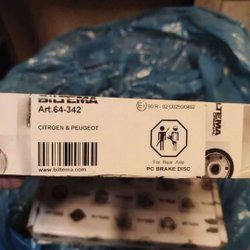 BILTEMA
Art.64-342
CITROEN & PEUGEOT
www.biltema.com
For Rear Axle
PC BRAKE DISC